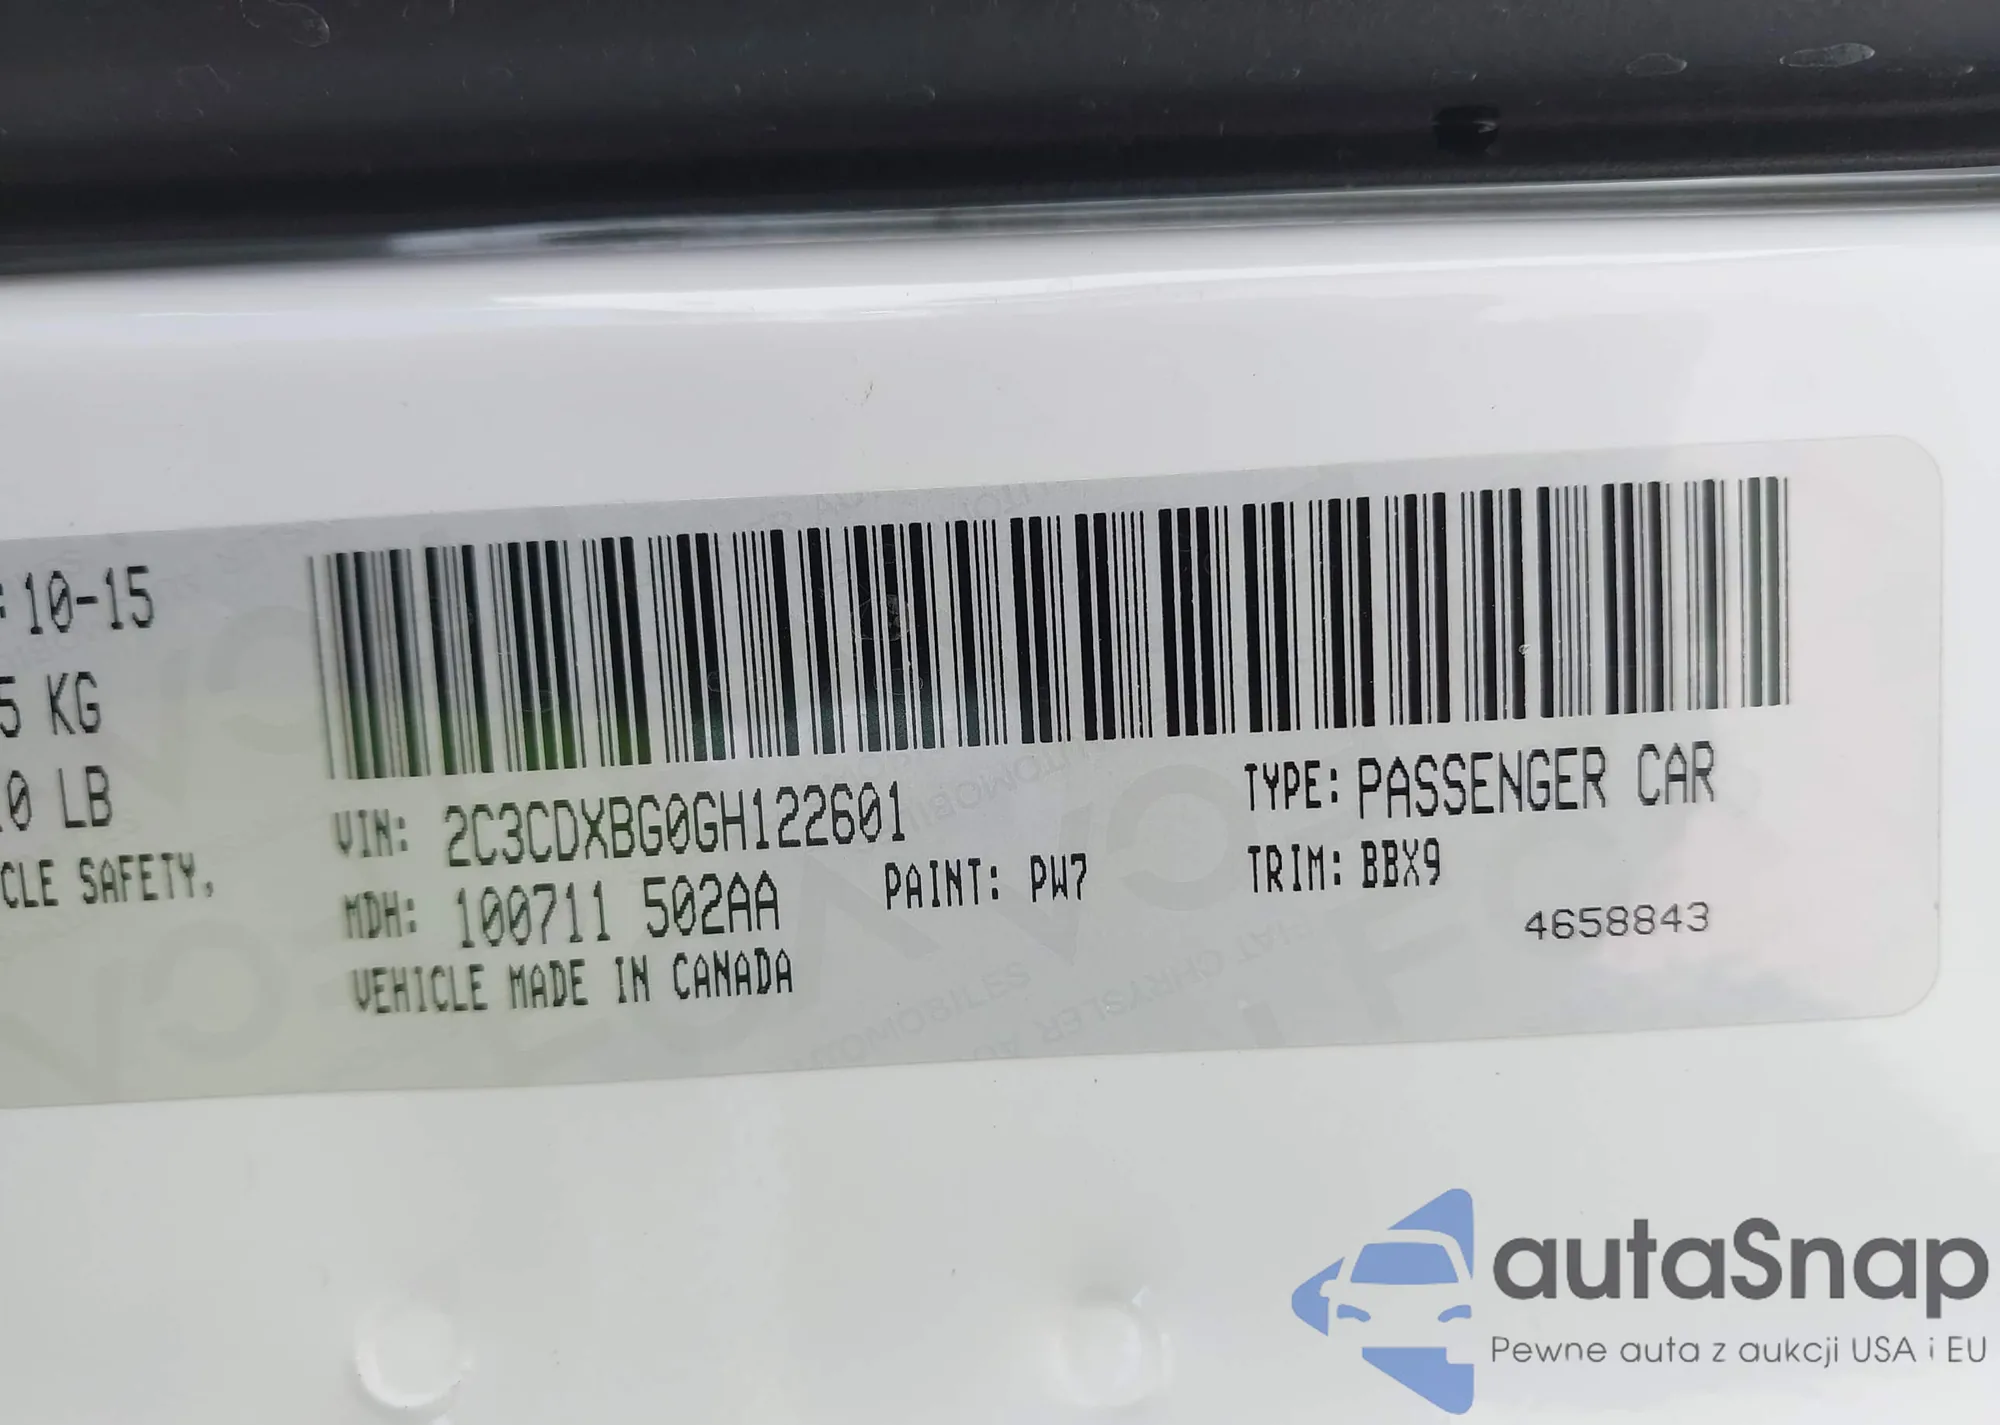 : 10-15
5 KG
0 LB
CLE SAFETY,
VIN: 2C3CDXBG0GH122601
TYPE: PASSENGER CAR
MDH: 100711 502AA
PAINT: PW7
TRIM: BBX9
VEHICLE MADE IN CANADA
4658843
autaSnap
Pewne auta z aukcji USA i EU